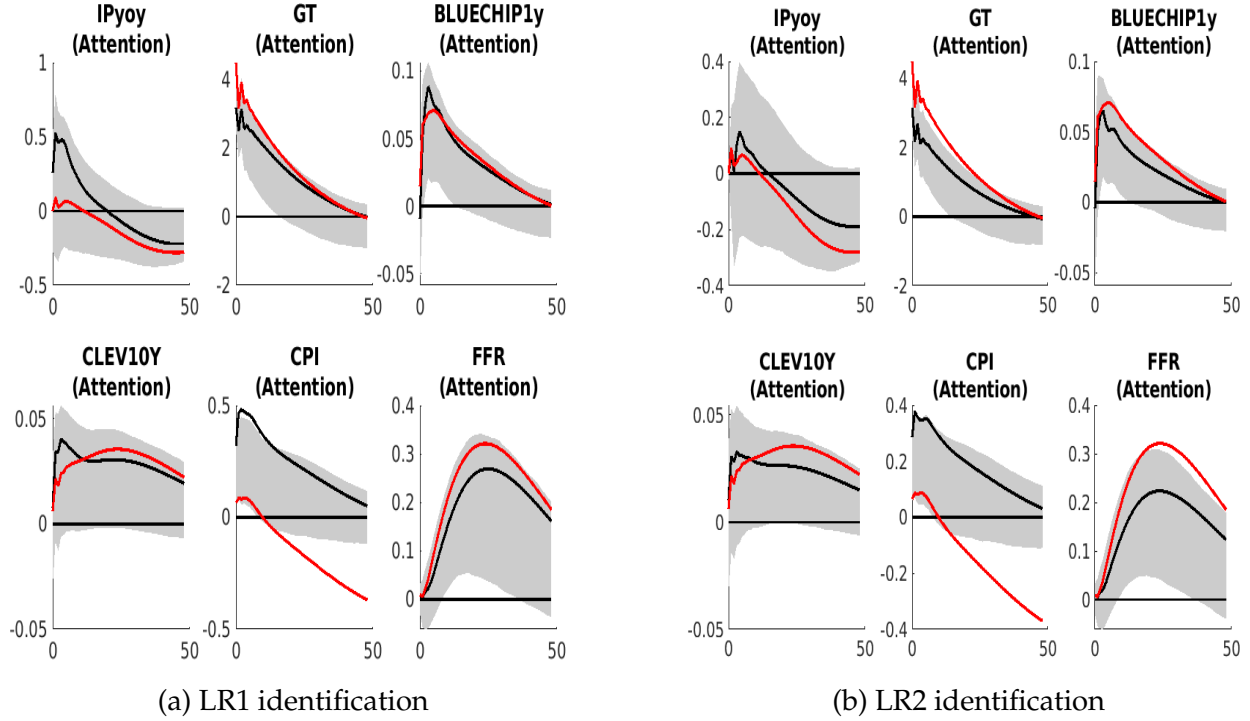 IPyoy
(Attention)
1
0.5
0
-0.5
0
50
GT
(Attention)
4
2
0
-2
0
50
BLUECHIP1y
(Attention)
0.1
0.05
0
-0.05
0
50
CLEV10Y
(Attention)
0.05
0
-0.05
0
50
CPI
(Attention)
0.5
0
-0.5
0
50
FFR
(Attention)
0.4
0.3
0.2
0.1
0
0
50
(a) LR1 identification
IPyoy
(Attention)
0.4
0.2
0
-0.2
-0.4
0
50
GT
(Attention)
4
2
0
-2
0
50
BLUECHIP1y
(Attention)
0.1
0.05
0
-0.05
0
50
CLEV10Y
(Attention)
0.05
0
-0.05
0
50
CPI
(Attention)
0.4
0.2
0
-0.2
-0.4
0
50
FFR
(Attention)
0.4
0.3
0.2
0.1
0
0
50
(b) LR2 identification